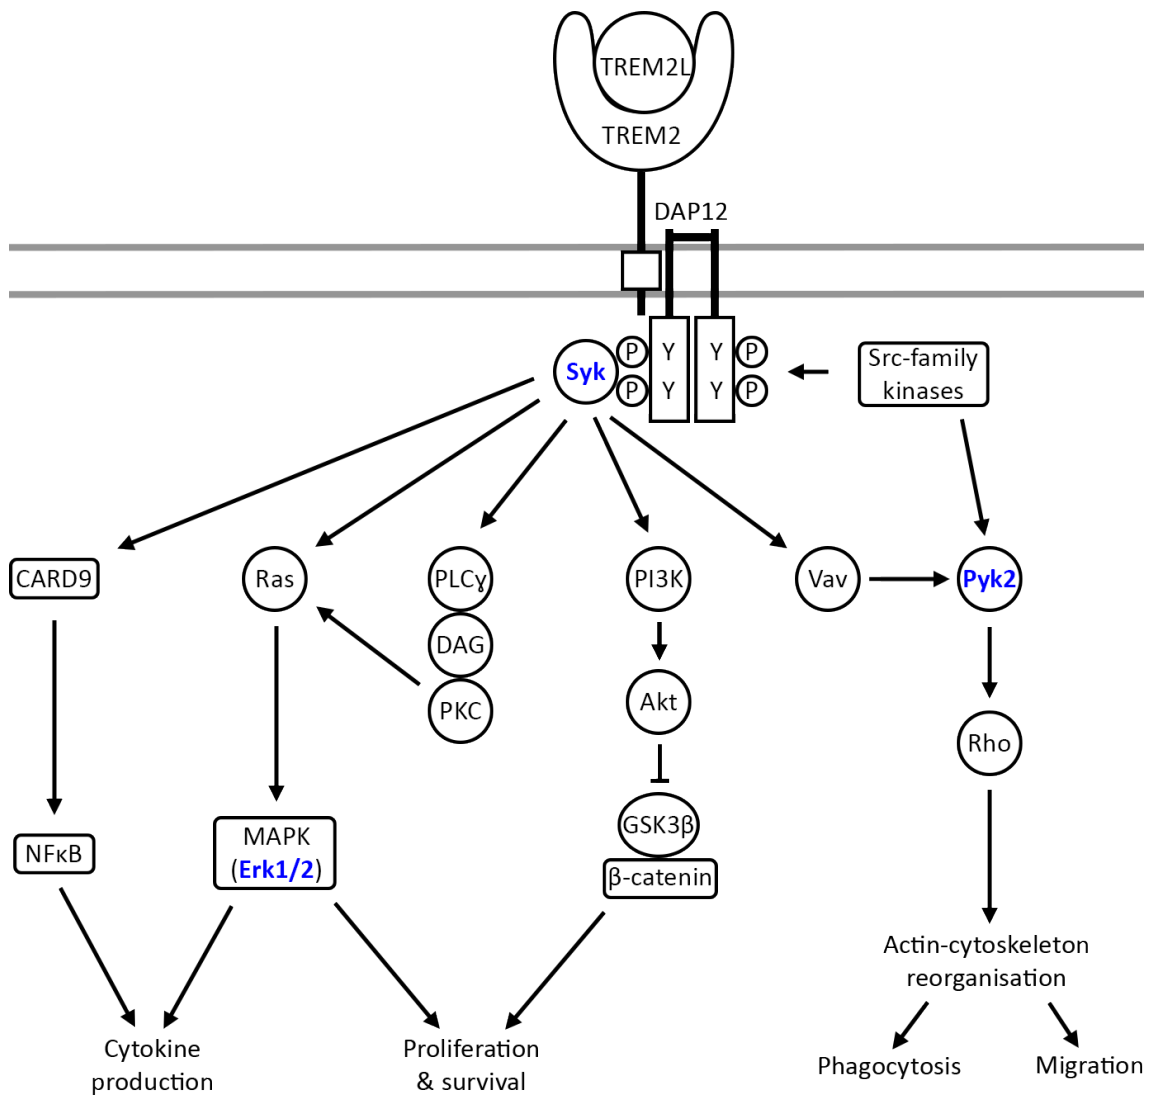 TREM2L
TREM2
DAP12
Syk
P
Y
Y
P
P
Y
Y
P
Src-family
kinases
CARD9
Ras
PLCɣ
PI3K
Vav
Pyk2
DAG
PKC
Akt
Rho
NFκB
MAPK
(Erk1/2)
GSK3β
β-catenin
Actin-cytoskeleton
reorganisation
Cytokine
production
Proliferation
& survival
Phagocytosis
Migration